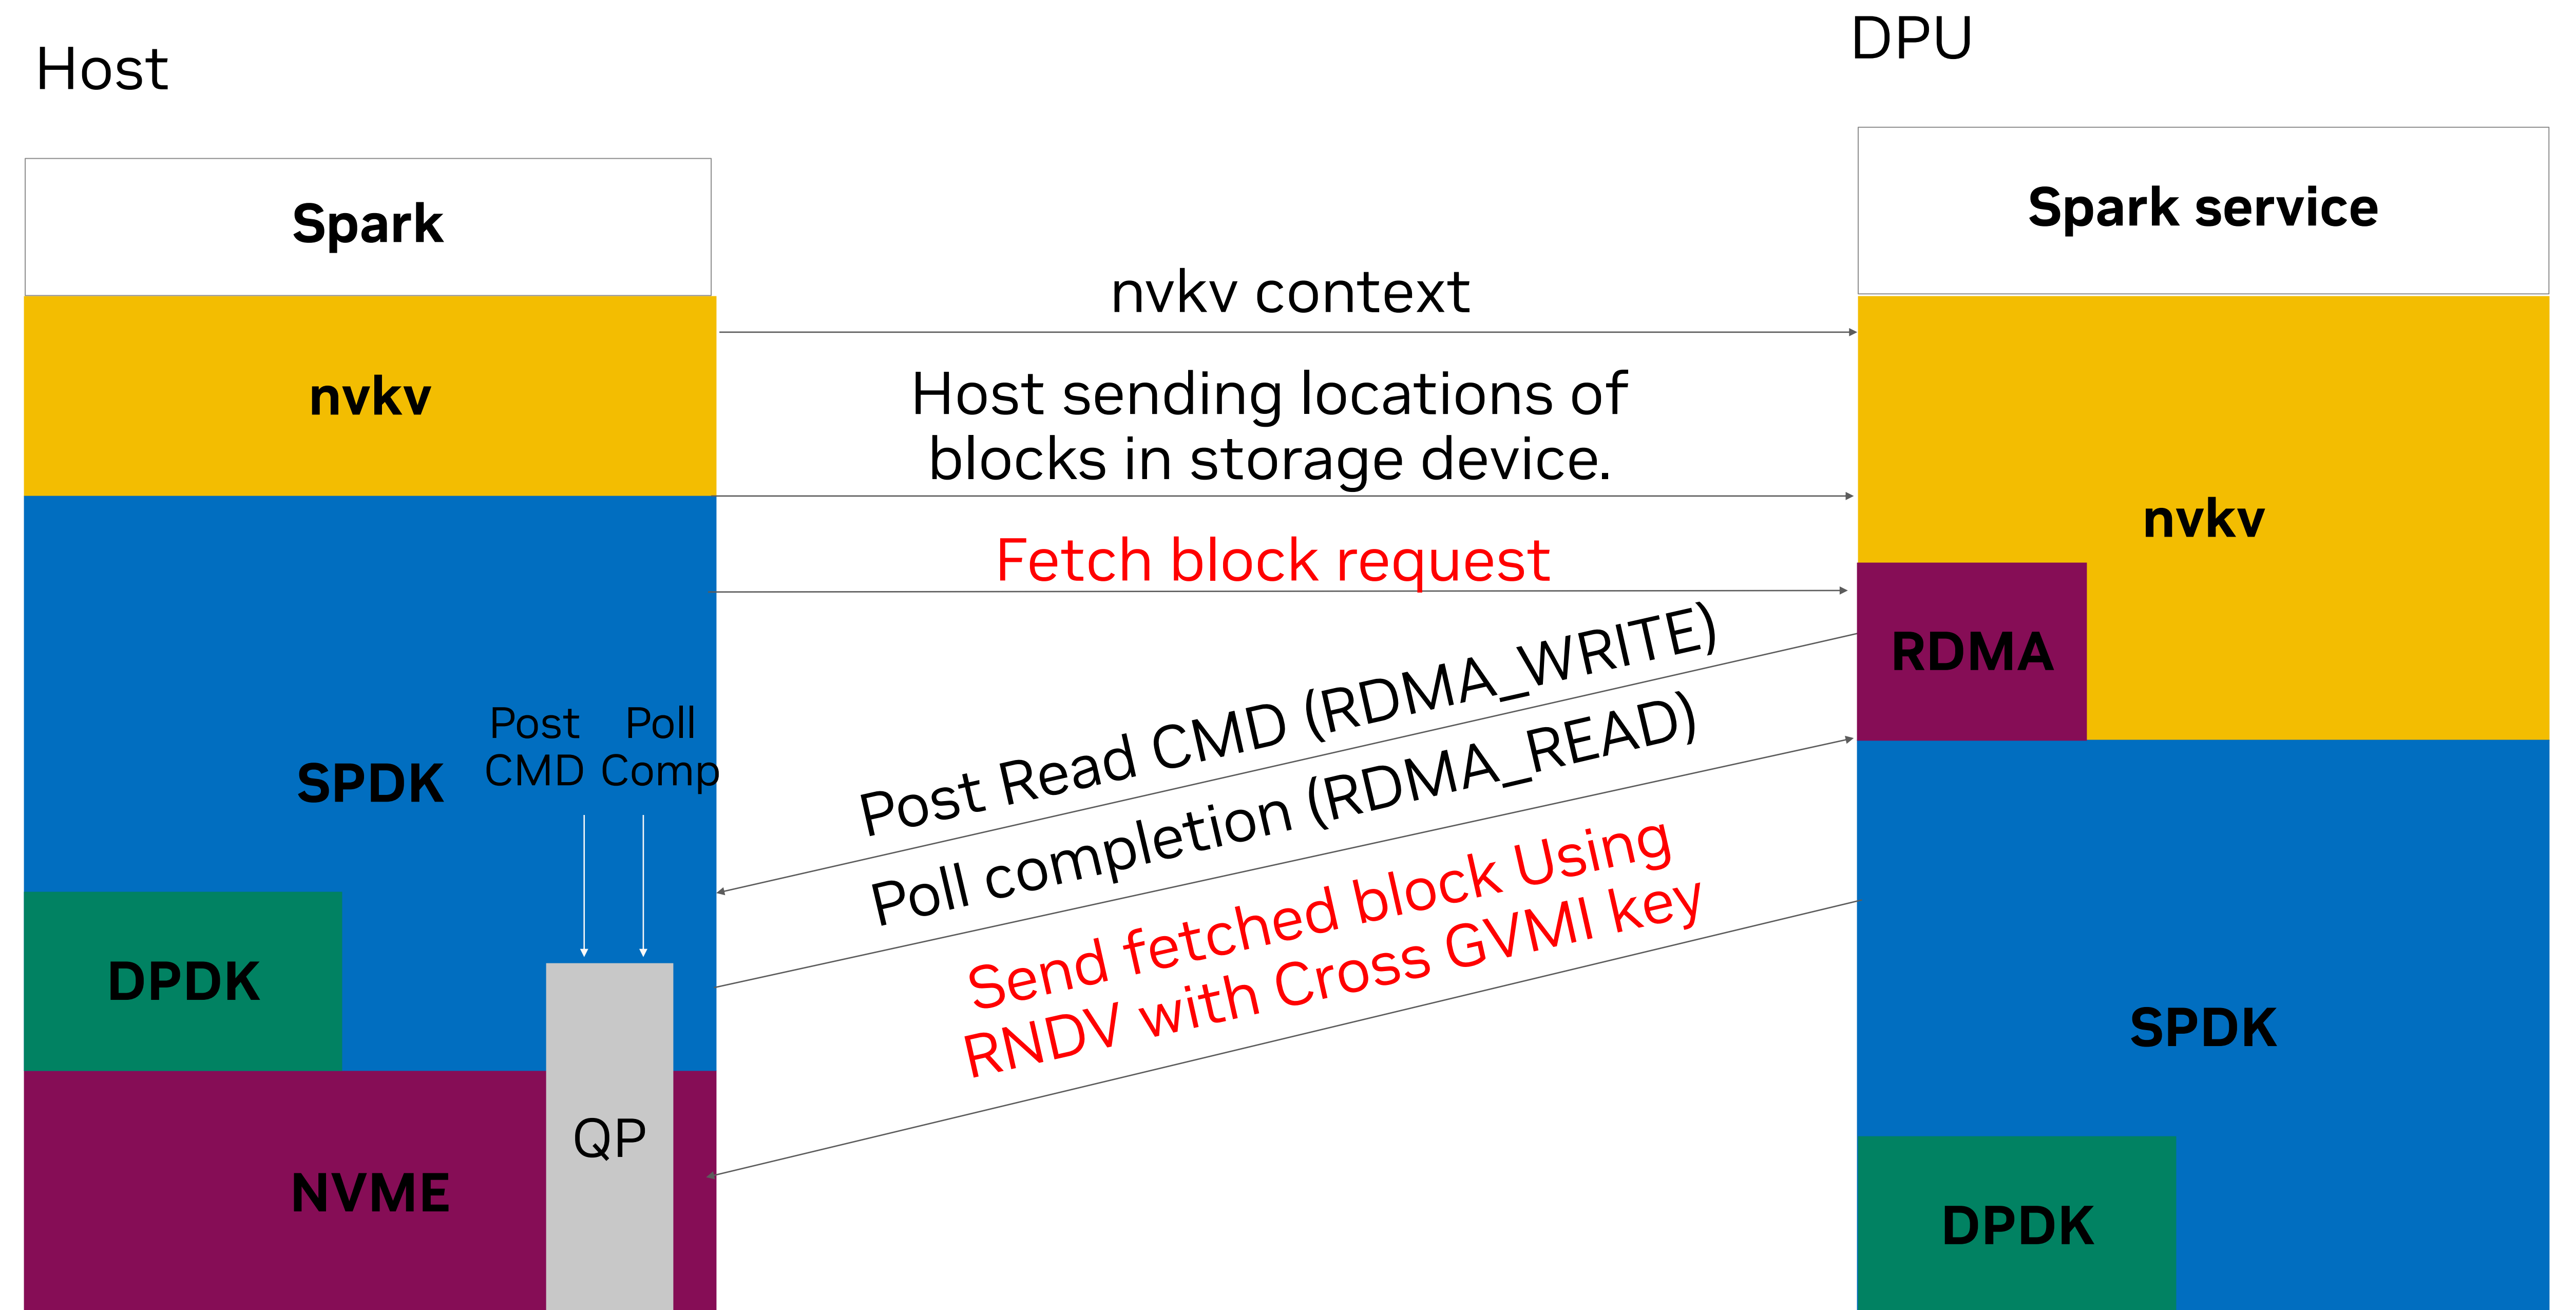 Host
DPU
Spark
Spark service
nvkv context
nvkv
Host sending locations of
blocks in storage device.
nvkv
Fetch block request
RDMA
Post Read CMD (RDMA_WRITE)
Post
CMD
Poll
Comp
SPDK
Poll completion (RDMA_READ)
Send fetched block Using
RNDV with Cross GVMI key
DPDK
SPDK
QP
NVME
DPDK